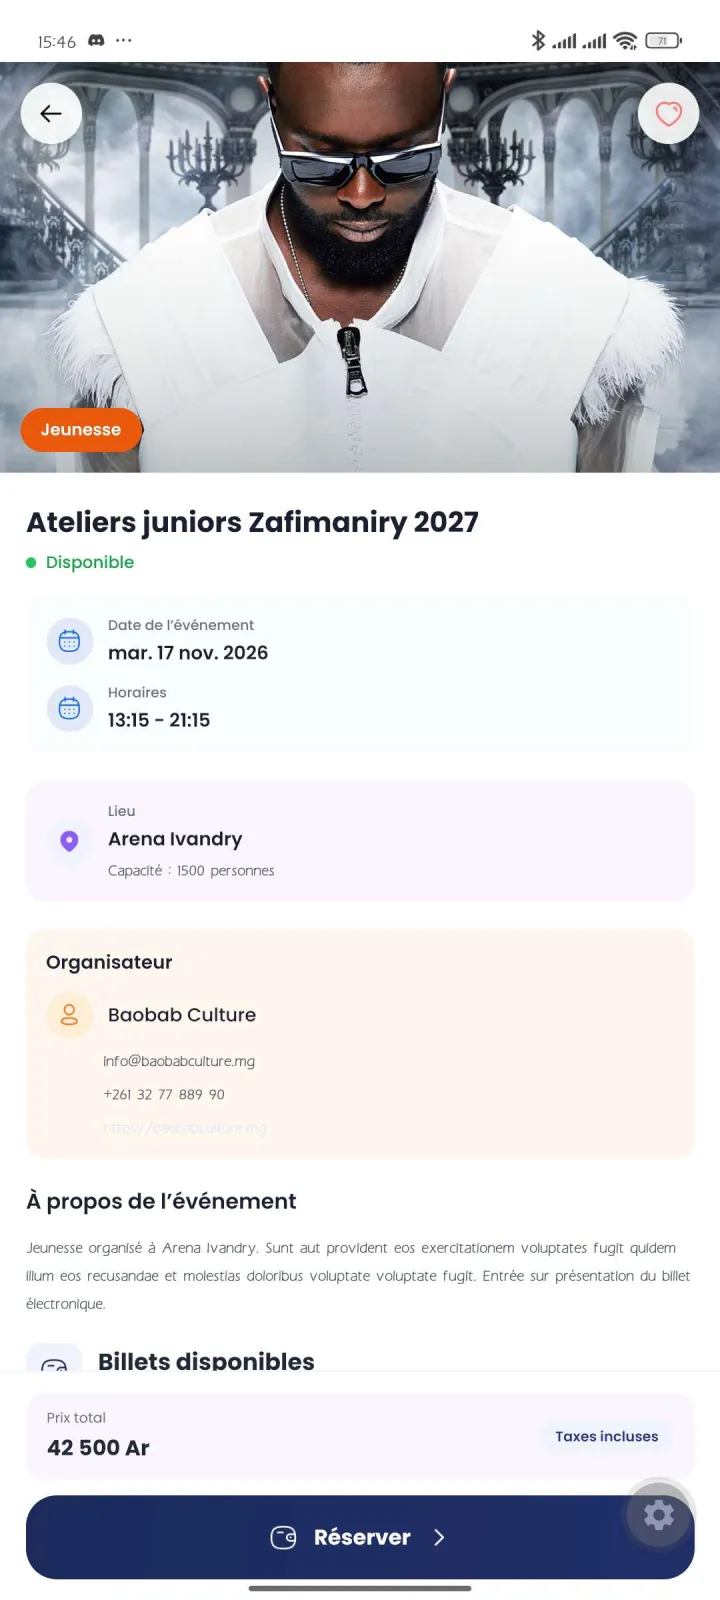 15:46
71
Jeunesse
Ateliers juniors Zafimaniry 2027
Disponible
Date de l'événement
mar. 17 nov. 2026
Horaires
13:15 - 21:15
Lieu
Arena Ivandry
Capacité : 1500 personnes
Organisateur
Baobab Culture
info@baobabculture.mg
+261 32 77 889 90
https://baobabculture.mg
À propos de l'événement
Jeunesse organisé à Arena Ivandry. Sunt aut provident eos exercitationem voluptates fugit quidem
illum eos recusandae et molestias doloribus voluptate voluptate fugit. Entrée sur présentation du billet
électronique.
Billets disponibles
Prix total
42 500 Ar
Taxes incluses
Réserver